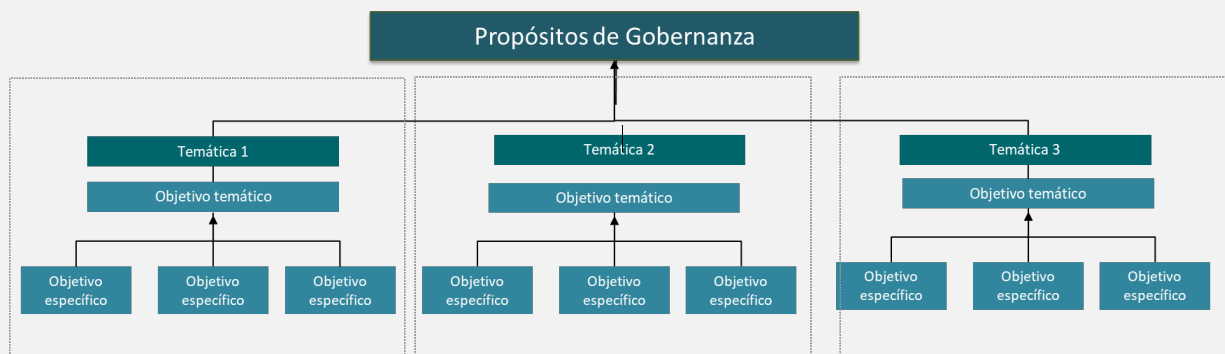 Propósitos de Gobernanza
Temática 1
Temática 2
Temática 3
Objetivo temático
Objetivo temático
Objetivo temático
Objetivo
específico
Objetivo
específico
Objetivo
específico
Objetivo
específico
Objetivo
específico
Objetivo
específico
Objetivo
específico
Objetivo
específico
Objetivo
específico